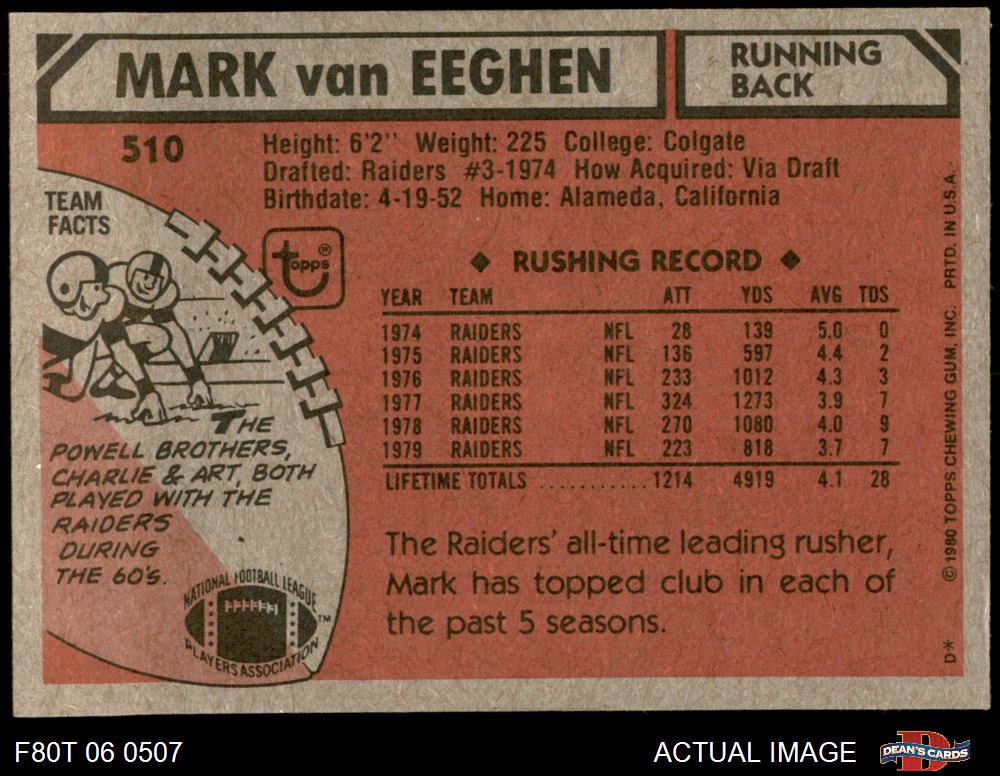 MARK van EEGHEN
RUNNING
BACK
510
Height: 6'2" Weight: 225 College: Colgate
Drafted: Raiders #3-1974 How Acquired: Via Draft
Birthdate: 4-19-52 Home: Alameda, California
TEAM
FACTS
topps®
◆ RUSHING RECORD ◆
YEAR TEAM ATT YDS AVG TDS
1974 RAIDERS NFL 28 139 5.0 0
1975 RAIDERS NFL 136 597 4.4 2
1976 RAIDERS NFL 233 1012 4.3 3
1977 RAIDERS NFL 324 1273 3.9 7
1978 RAIDERS NFL 270 1080 4.0 9
1979 RAIDERS NFL 223 818 3.7 7
LIFETIME TOTALS ........... 1214 4919 4.1 28
THE
POWELL BROTHERS,
CHARLIE & ART, BOTH
PLAYED WITH THE
RAIDERS
DURING
THE 60'S.
NATIONAL FOOTBALL LEAGUE
PLAYERS ASSOCIATION
TM
The Raiders' all-time leading rusher,
Mark has topped club in each of
the past 5 seasons.
D* © 1980 TOPPS CHEWING GUM, INC. PRTD. IN U.S.A.
F80T 06 0507
ACTUAL IMAGE
D
DEAN'S CARDS